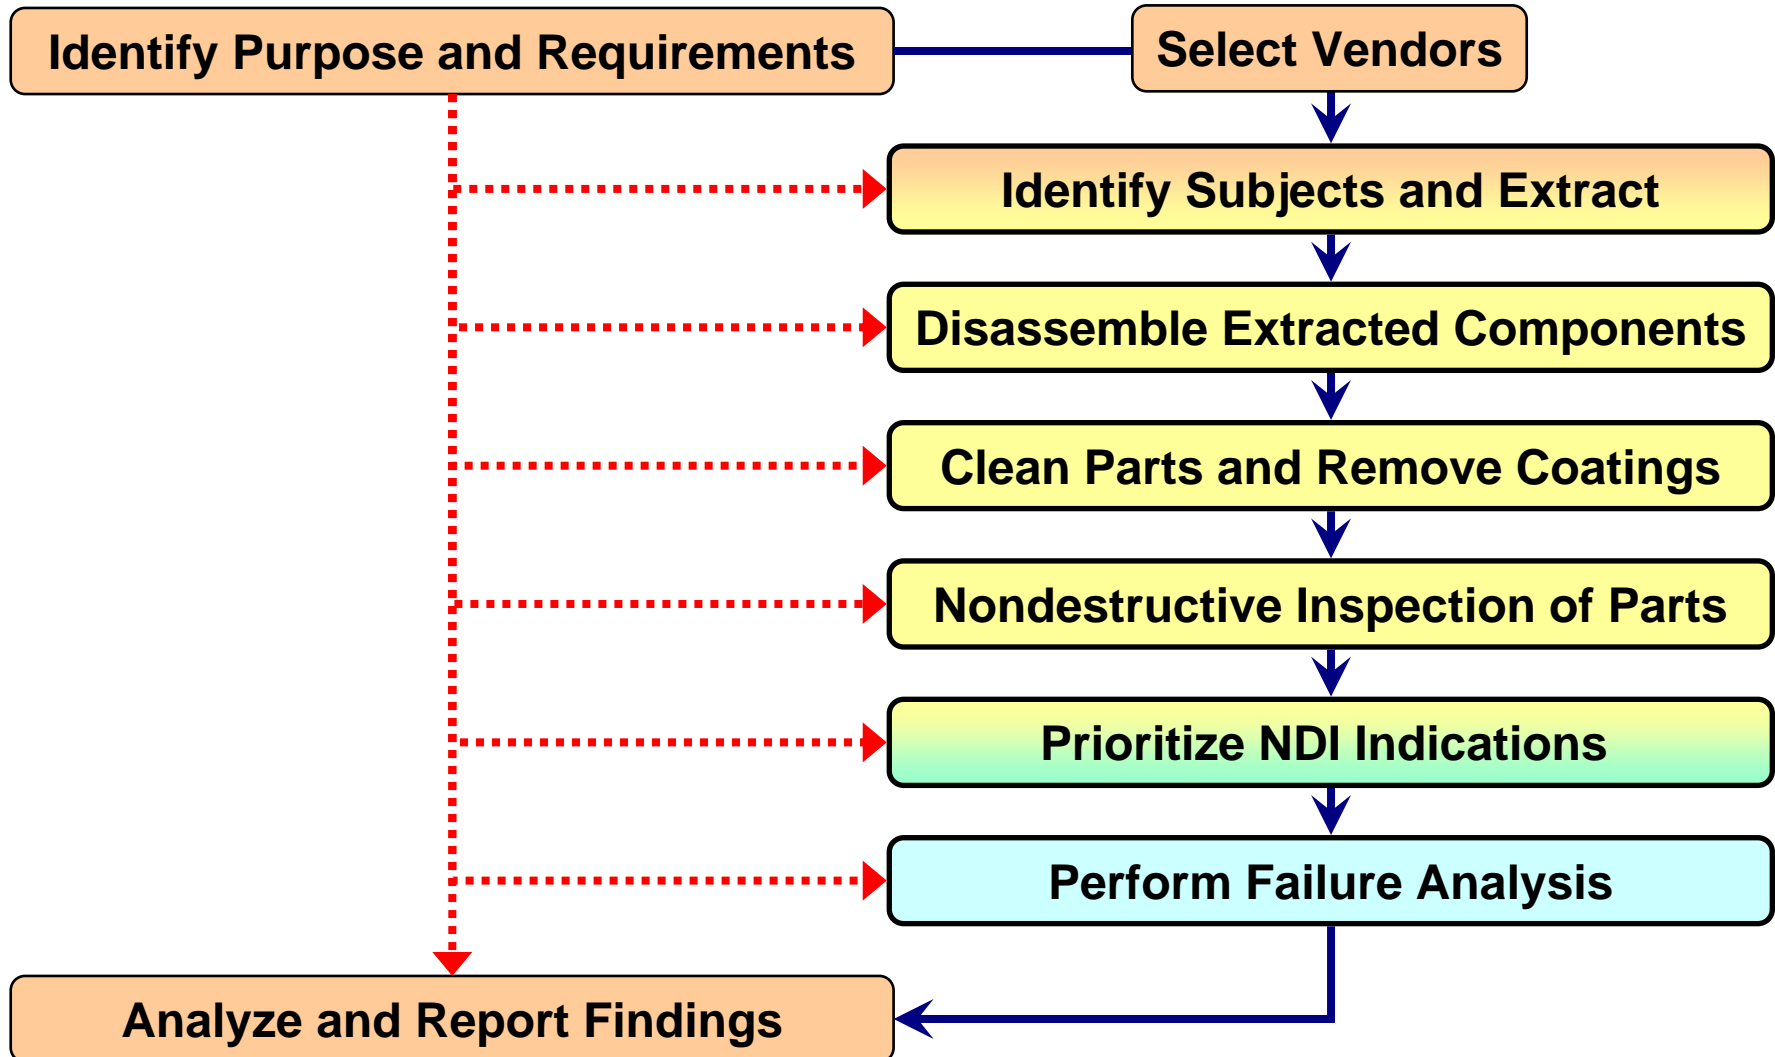 Identify Purpose and Requirements
Select Vendors
Identify Subjects and Extract
Disassemble Extracted Components
Clean Parts and Remove Coatings
Nondestructive Inspection of Parts
Prioritize NDI Indications
Perform Failure Analysis
Analyze and Report Findings